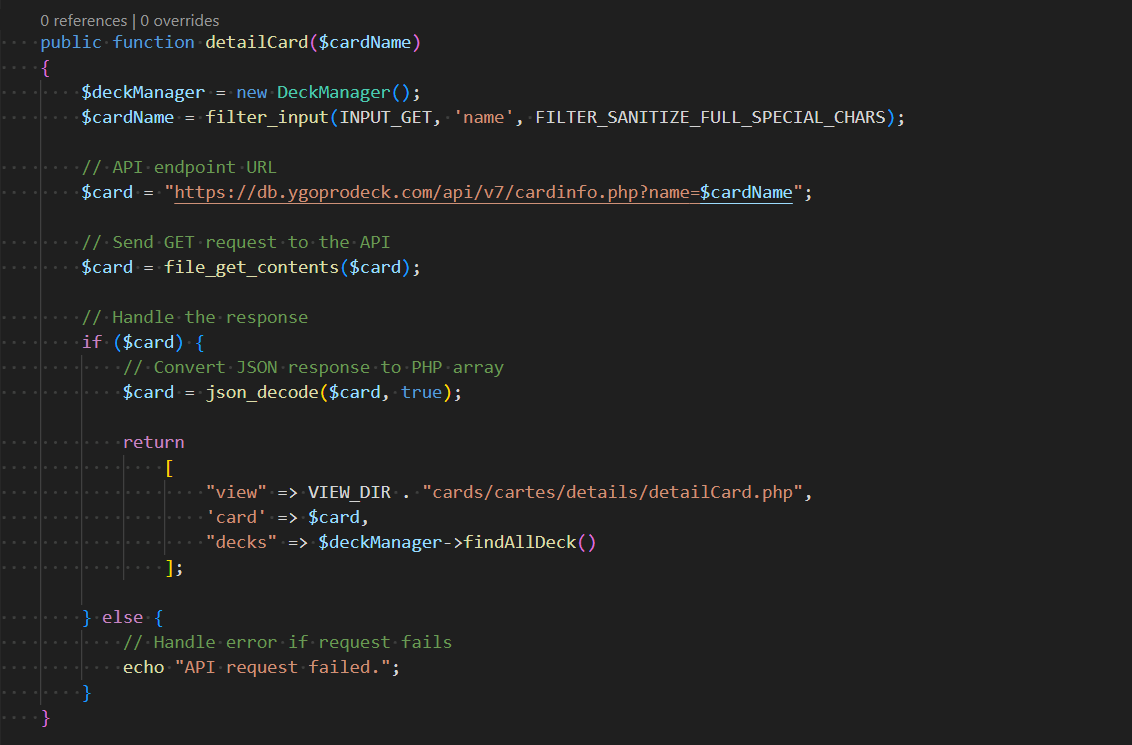 0 references | 0 overrides
public function detailCard($cardName)
{
$deckManager = new DeckManager();
$cardName = filter_input(INPUT_GET, 'name', FILTER_SANITIZE_FULL_SPECIAL_CHARS);
// API endpoint URL
$card = "https://db.ygoprodeck.com/api/v7/cardinfo.php?name=$cardName";
// Send GET request to the API
$card = file_get_contents($card);
// Handle the response
if ($card) {
// Convert JSON response to PHP array
$card = json_decode($card, true);
return
[
"view" => VIEW_DIR . "cards/cartes/details/detailCard.php",
'card' => $card,
"decks" => $deckManager->findAllDeck()
];
} else {
// Handle error if request fails
echo "API request failed.";
}
}